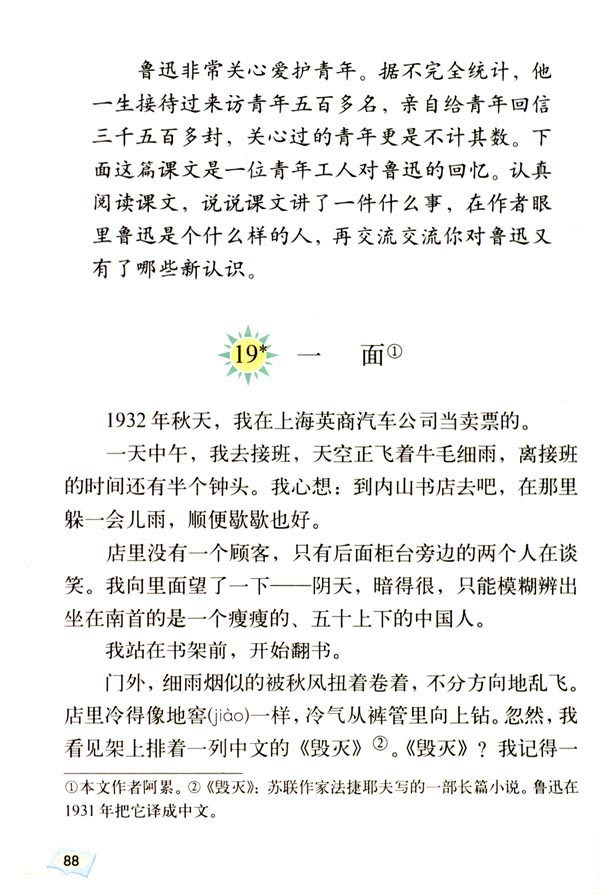 鲁迅非常关心爱护青年。据不完全统计，他
一生接待过来访青年五百多名，亲自给青年回信
三千五百多封，关心过的青年更是不计其数。下
面这篇课文是一位青年工人对鲁迅的回忆。认真
阅读课文，说说课文讲了一件什么事，在作者眼
里鲁迅是个什么样的人，再交流交流你对鲁迅又
有了哪些新认识。
19* 一 面①
1932年秋天，我在上海英商汽车公司当卖票的。
一天中午，我去接班，天空正飞着牛毛细雨，离接班
的时间还有半个钟头。我心想：到内山书店去吧，在那里
躲一会儿雨，顺便歇歇也好。
店里没有一个顾客，只有后面柜台旁边的两个人在谈
笑。我向里面望了一下——阴天，暗得很，只能模糊辨出
坐在南首的是一个瘦瘦的、五十上下的中国人。
我站在书架前，开始翻书。
门外，细雨烟似的被秋风扭着卷着，不分方向地乱飞。
店里冷得像地窖(jiào)一样，冷气从裤管里向上钻。忽然，我
看见架上排着一列中文的《毁灭》②。《毁灭》？我记得一
①本文作者阿累。②《毁灭》：苏联作家法捷耶夫写的一部长篇小说。鲁迅在
1931年把它译成中文。
88